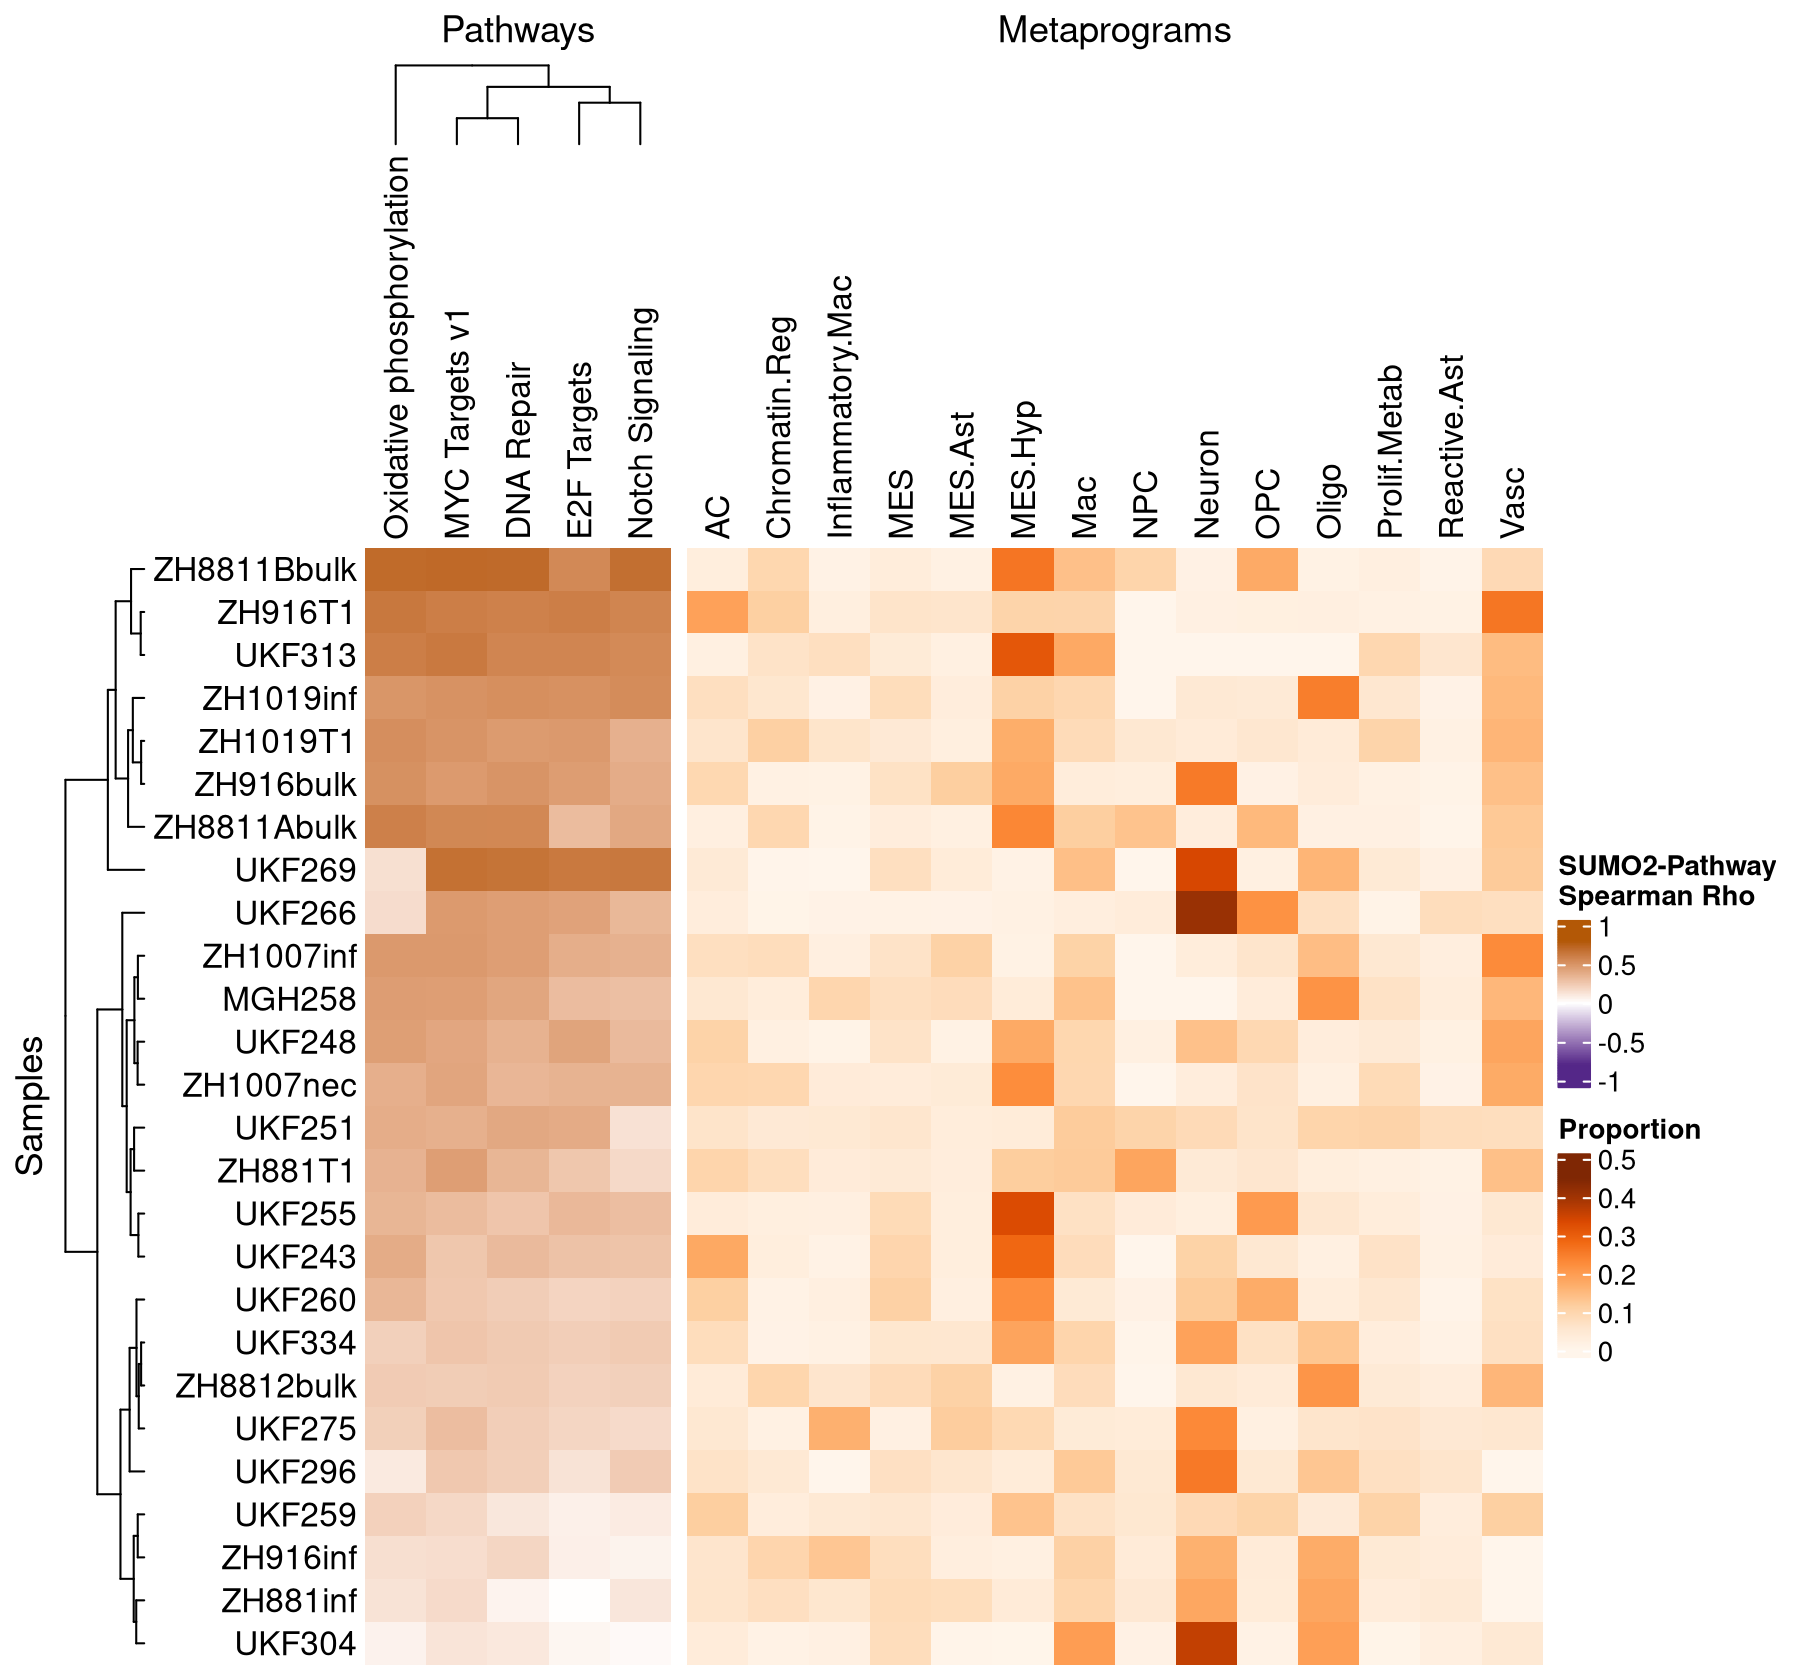 Pathways
Metaprograms
Oxidative phosphorylation
MYC Targets v1
DNA Repair
E2F Targets
Notch Signaling
AC
Chromatin.Reg
Inflammatory.Mac
MES
MES.Ast
MES.Hyp
Mac
NPC
Neuron
OPC
Oligo
Prolif.Metab
Reactive.Ast
Vasc
Samples
ZH8811Bbulk
ZH916T1
UKF313
ZH1019inf
ZH1019T1
ZH916bulk
ZH8811Abulk
UKF269
UKF266
ZH1007inf
MGH258
UKF248
ZH1007nec
UKF251
ZH881T1
UKF255
UKF243
UKF260
UKF334
ZH8812bulk
UKF275
UKF296
UKF259
ZH916inf
ZH881inf
UKF304
SUMO2-Pathway
Spearman Rho
1
0.5
0
-0.5
-1
Proportion
0.5
0.4
0.3
0.2
0.1
0